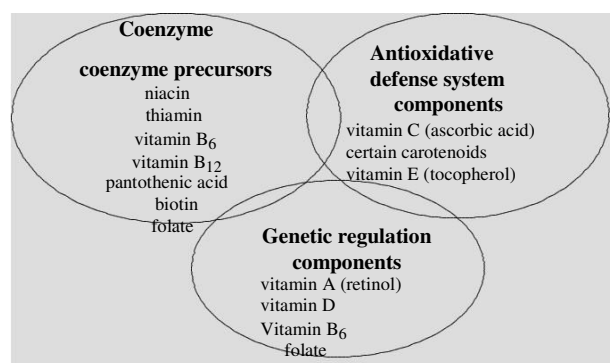 Coenzyme
coenzyme precursors
niacin
thiamin
vitamin B6
vitamin B12
pantothenic acid
biotin
folate
Antioxidative
defense system
components
vitamin C (ascorbic acid)
certain carotenoids
vitamin E (tocopherol)
Genetic regulation
components
vitamin A (retinol)
vitamin D
Vitamin B6
folate